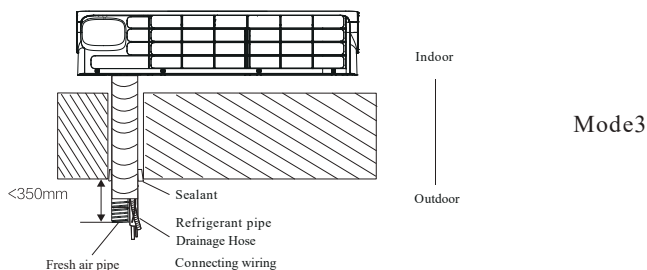 Indoor
Mode3
<350mm
Sealant
Outdoor
Refrigerant pipe
Drainage Hose
Fresh air pipe
Connecting wiring